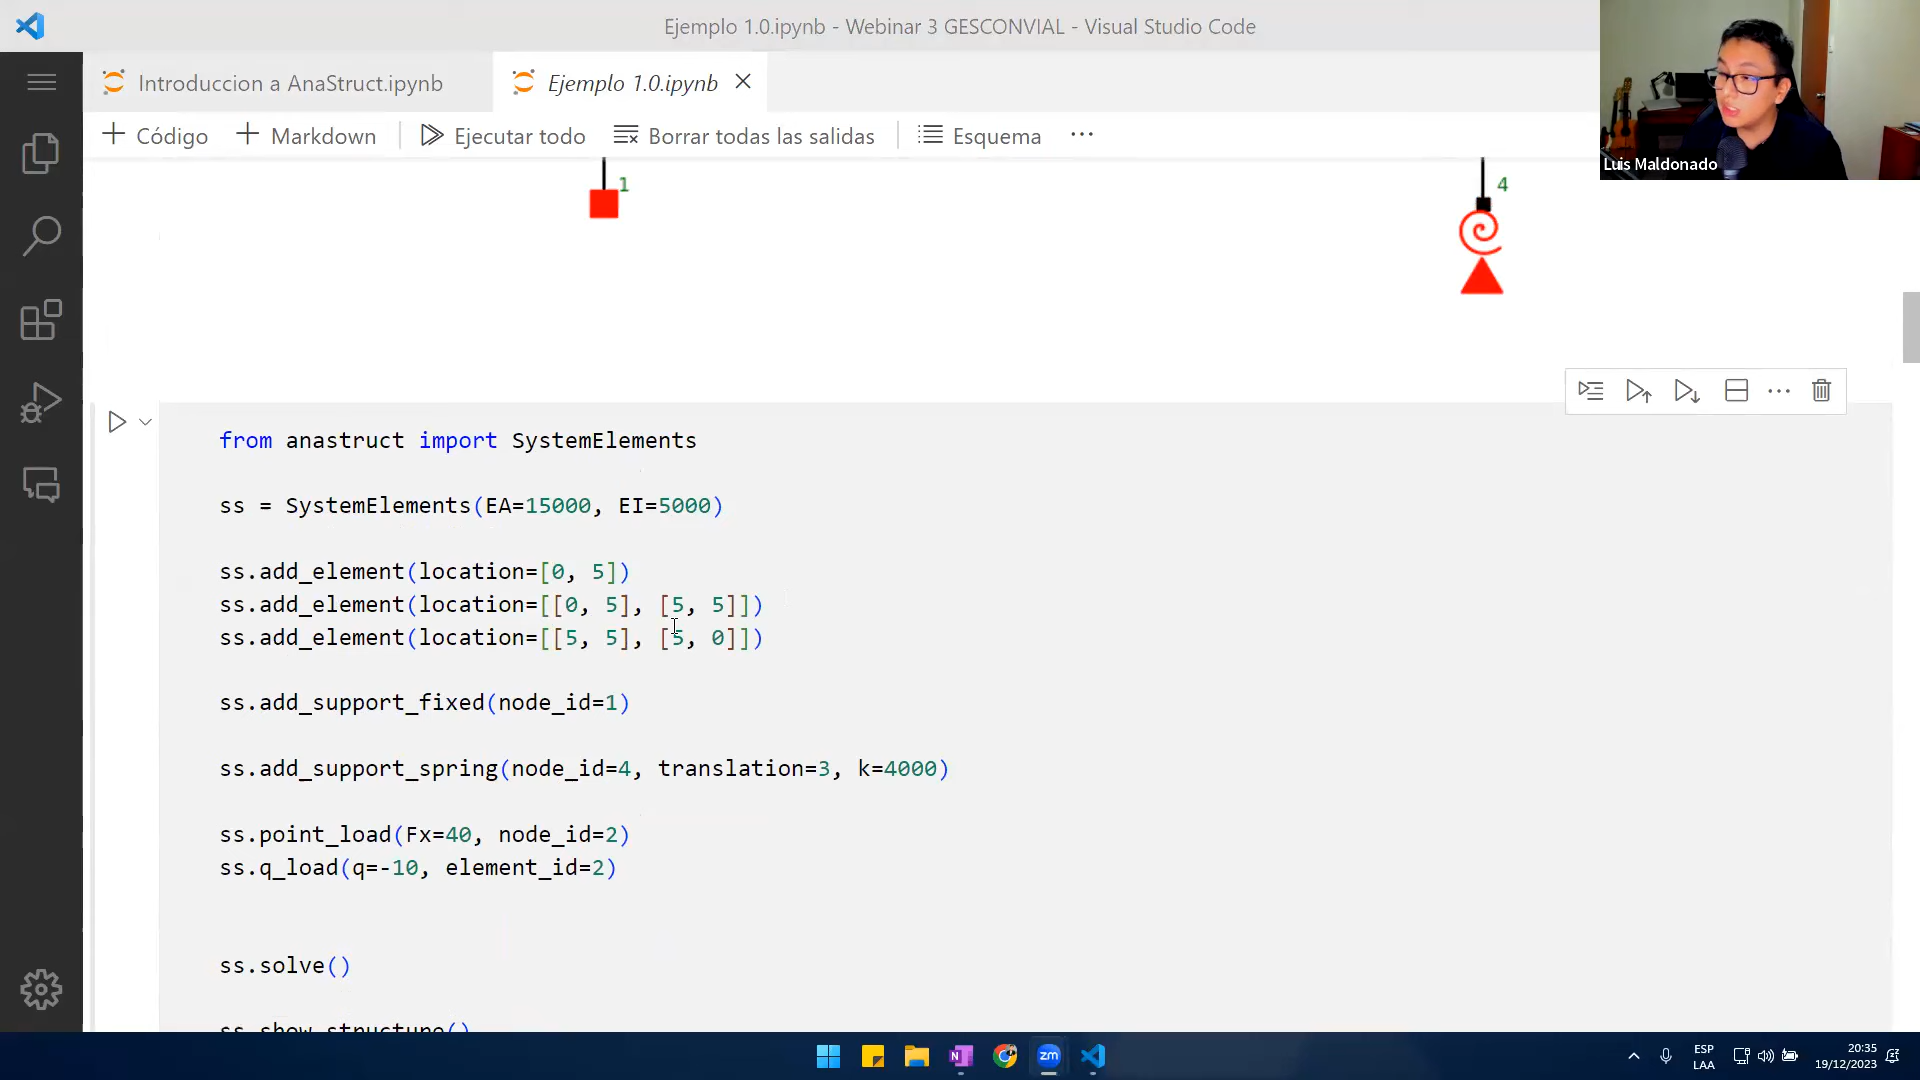 Ejemplo 1.0.ipynb - Webinar 3 GESCONVIAL - Visual Studio Code
Introduccion a AnaStruct.ipynb
Ejemplo 1.0.ipynb
Código
Markdown
Ejecutar todo
Borrar todas las salidas
Esquema
Luis Maldonado
1
4
from anastruct import SystemElements
ss = SystemElements(EA=15000, EI=5000)
ss.add_element(location=[0, 5])
ss.add_element(location=[[0, 5], [5, 5]])
ss.add_element(location=[[5, 5], [5, 0]])
ss.add_support_fixed(node_id=1)
ss.add_support_spring(node_id=4, translation=3, k=4000)
ss.point_load(Fx=40, node_id=2)
ss.q_load(q=-10, element_id=2)
ss.solve()
ss.show_structure()
zm
ESP
LAA
20:35
19/12/2023